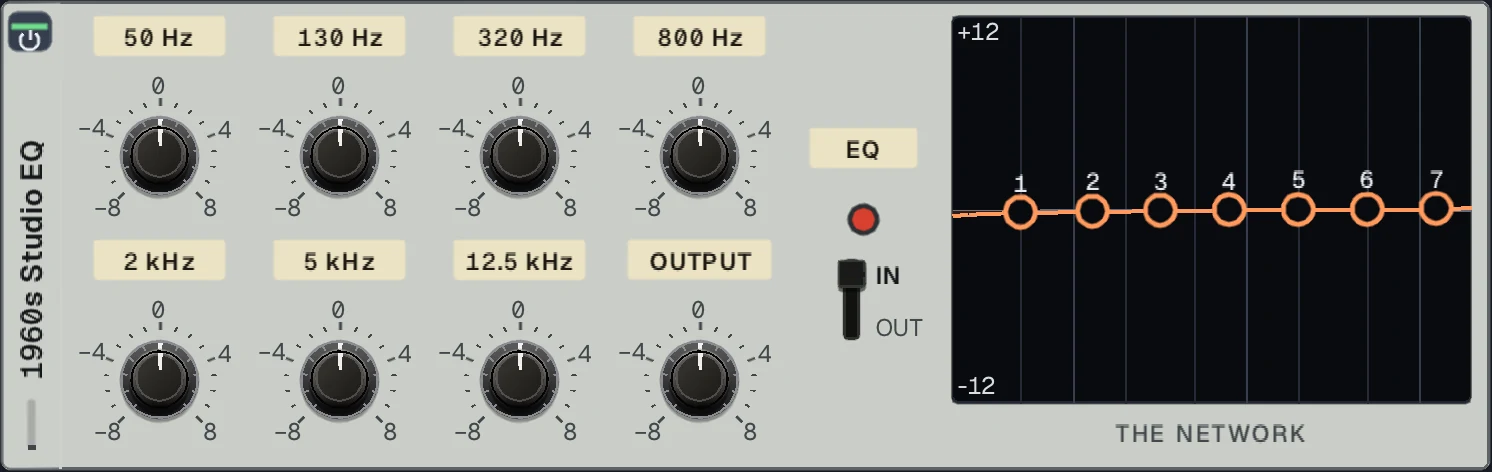 1960s Studio EQ
50 Hz
130 Hz
320 Hz
800 Hz
0
-4 4
-8 8
0
-4 4
-8 8
0
-4 4
-8 8
0
-4 4
-8 8
2 kHz
5 kHz
12.5 kHz
OUTPUT
0
-4 4
-8 8
0
-4 4
-8 8
0
-4 4
-8 8
0
-4 4
-8 8
EQ
IN
OUT
+12
1 2 3 4 5 6 7
-12
THE NETWORK